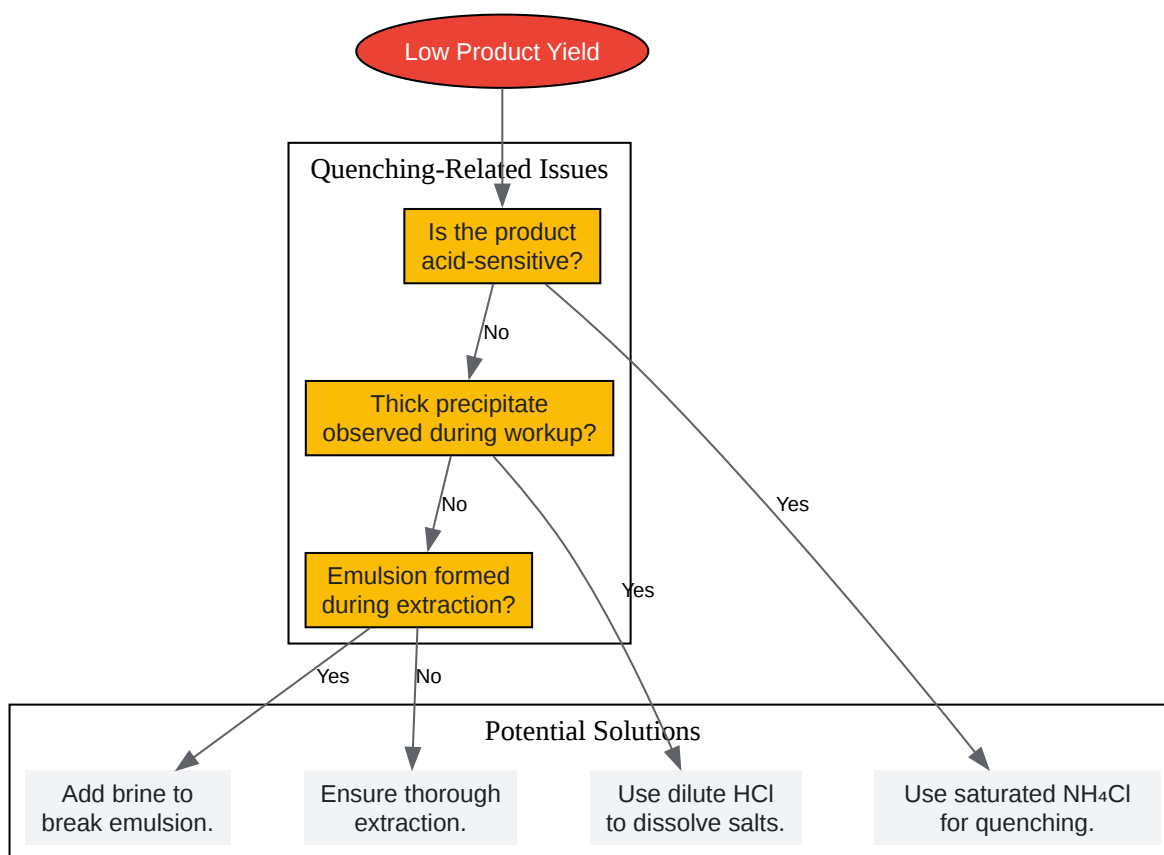 Low Product Yield
Quenching-Related Issues
Is the product
acid-sensitive?
No
Thick precipitate
observed during workup?
Yes
No
Emulsion formed
during extraction?
Yes
Yes
No
Potential Solutions
Add brine to
break emulsion.
Ensure thorough
extraction.
Use dilute HCl
to dissolve salts.
Use saturated NH₄Cl
for quenching.